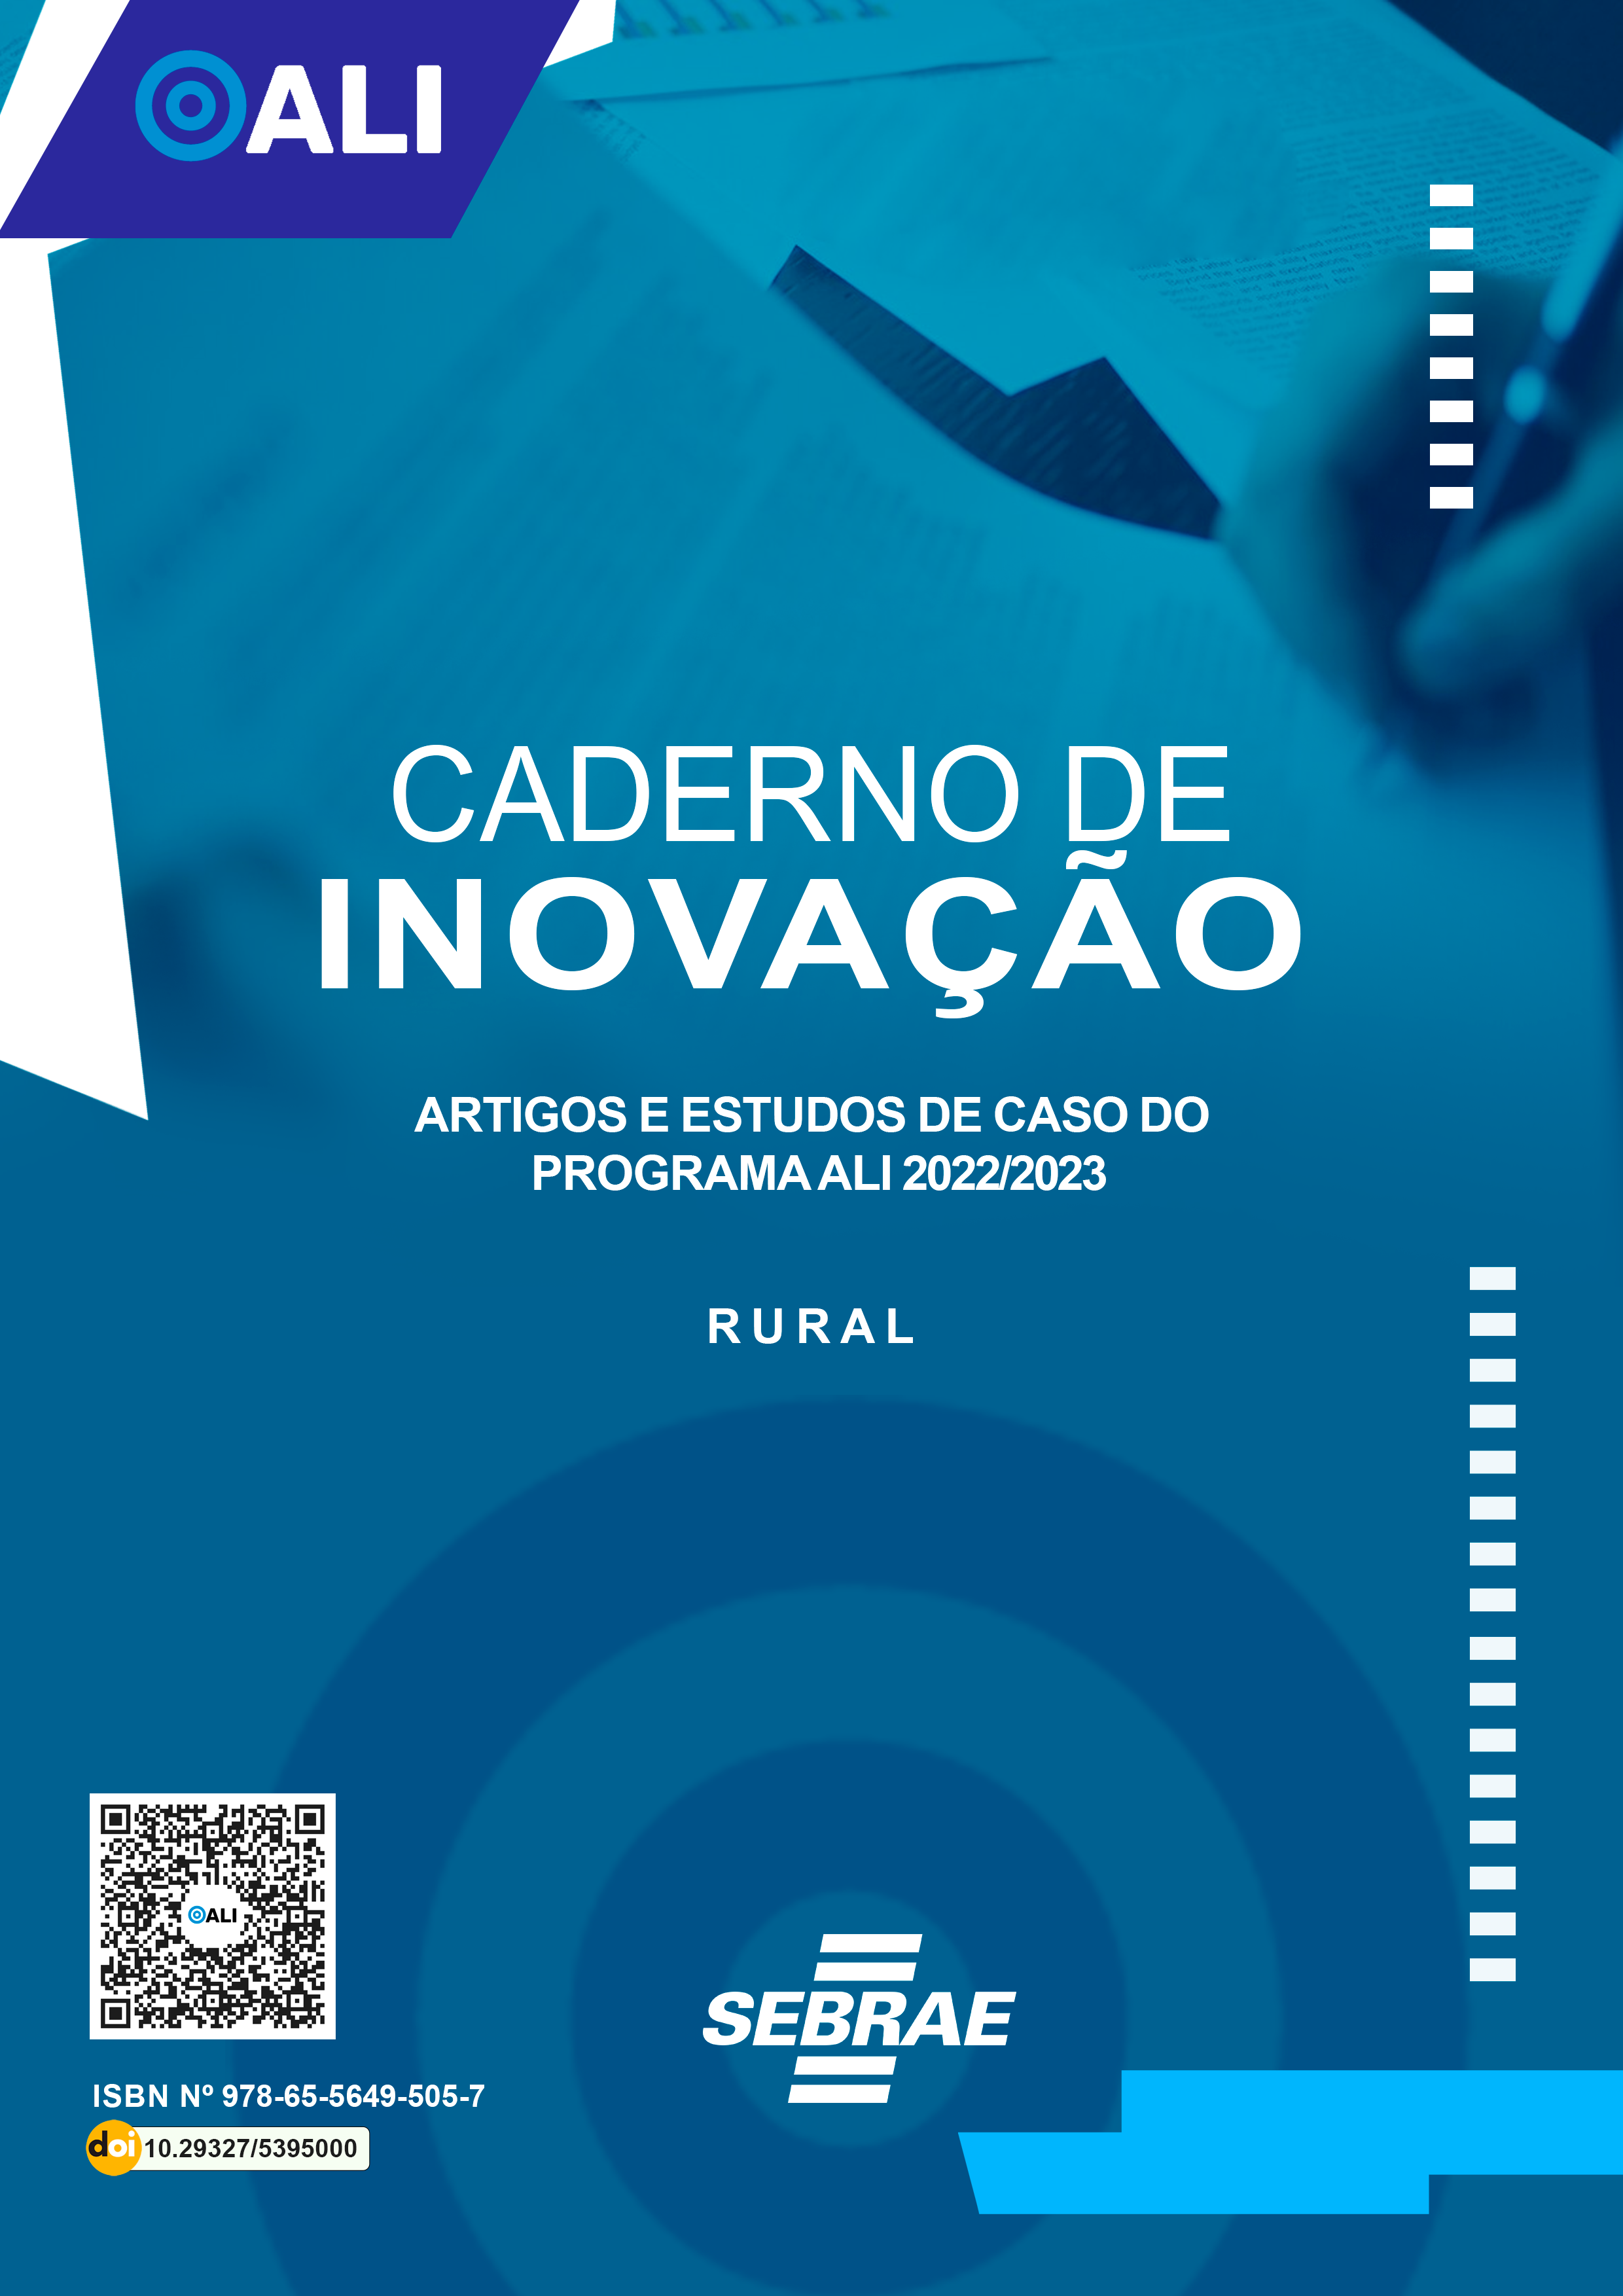 ALI
CADERNO DE
INOVAÇÃO
ARTIGOS E ESTUDOS DE CASO DO
PROGRAMA ALI 2022/2023
RURAL
ALI
SEBRAE
ISBN Nº 978-65-5649-505-7
doi 10.29327/5395000